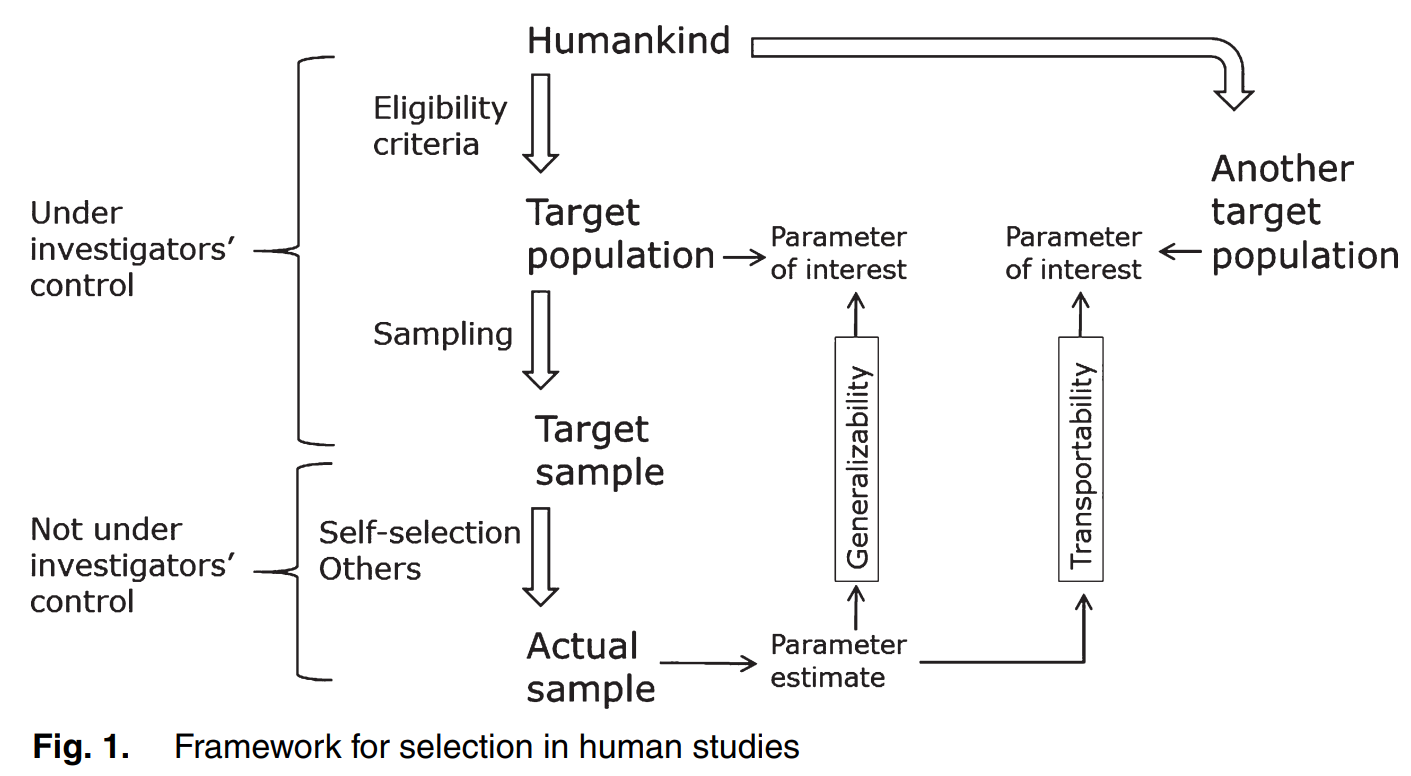 Humankind
Eligibility
criteria
Another
target
population
Under
investigators’
control
Target
population
Parameter
of interest
Parameter
of interest
Sampling
Generalizability
Transportability
Target
sample
Not under
investigators’
control
Self-selection
Others
Actual
sample
Parameter
estimate
Fig. 1. Framework for selection in human studies